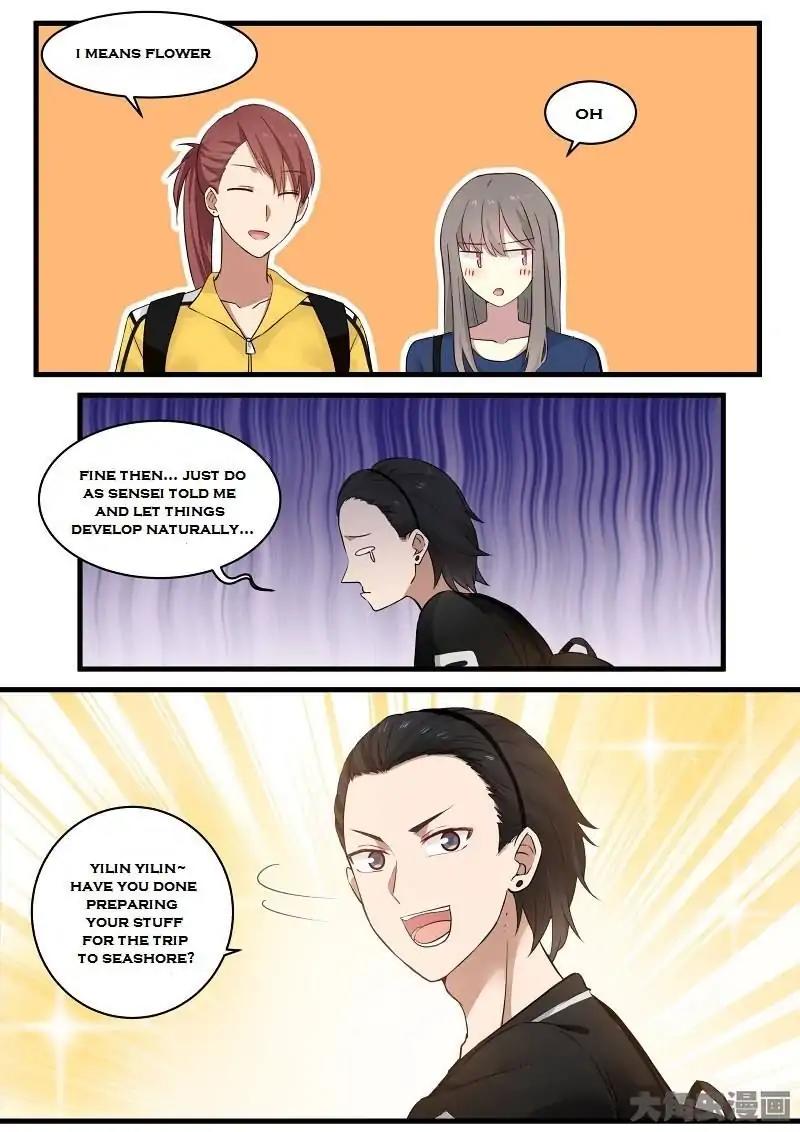 I MEANS FLOWER
OH
FINE THEN... JUST DO
AS SENSEI TOLD ME
AND LET THINGS
DEVELOP NATURALLY...
YILIN YILIN~
HAVE YOU DONE
PREPARING
YOUR STUFF
FOR THE TRIP
TO SEASHORE?
大角虫漫画